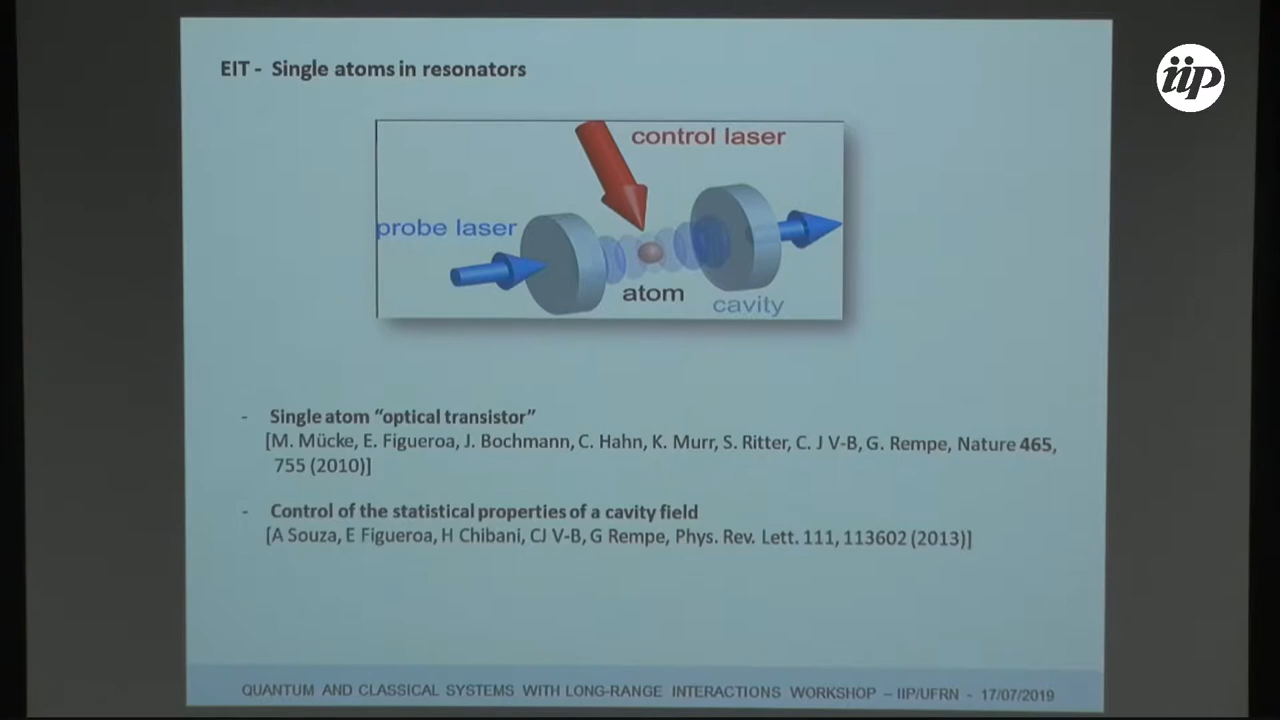 EIT - Single atoms in resonators
iip
control laser
probe laser
atom
cavity
- Single atom “optical transistor”
[M. Mücke, E. Figueroa, J. Bochmann, C. Hahn, K. Murr, S. Ritter, C. J V-B, G. Rempe, Nature 465,
755 (2010)]
- Control of the statistical properties of a cavity field
[A Souza, E Figueroa, H Chibani, CJ V-B, G Rempe, Phys. Rev. Lett. 111, 113602 (2013)]
QUANTUM AND CLASSICAL SYSTEMS WITH LONG-RANGE INTERACTIONS WORKSHOP – IIP/UFRN - 17/07/2019